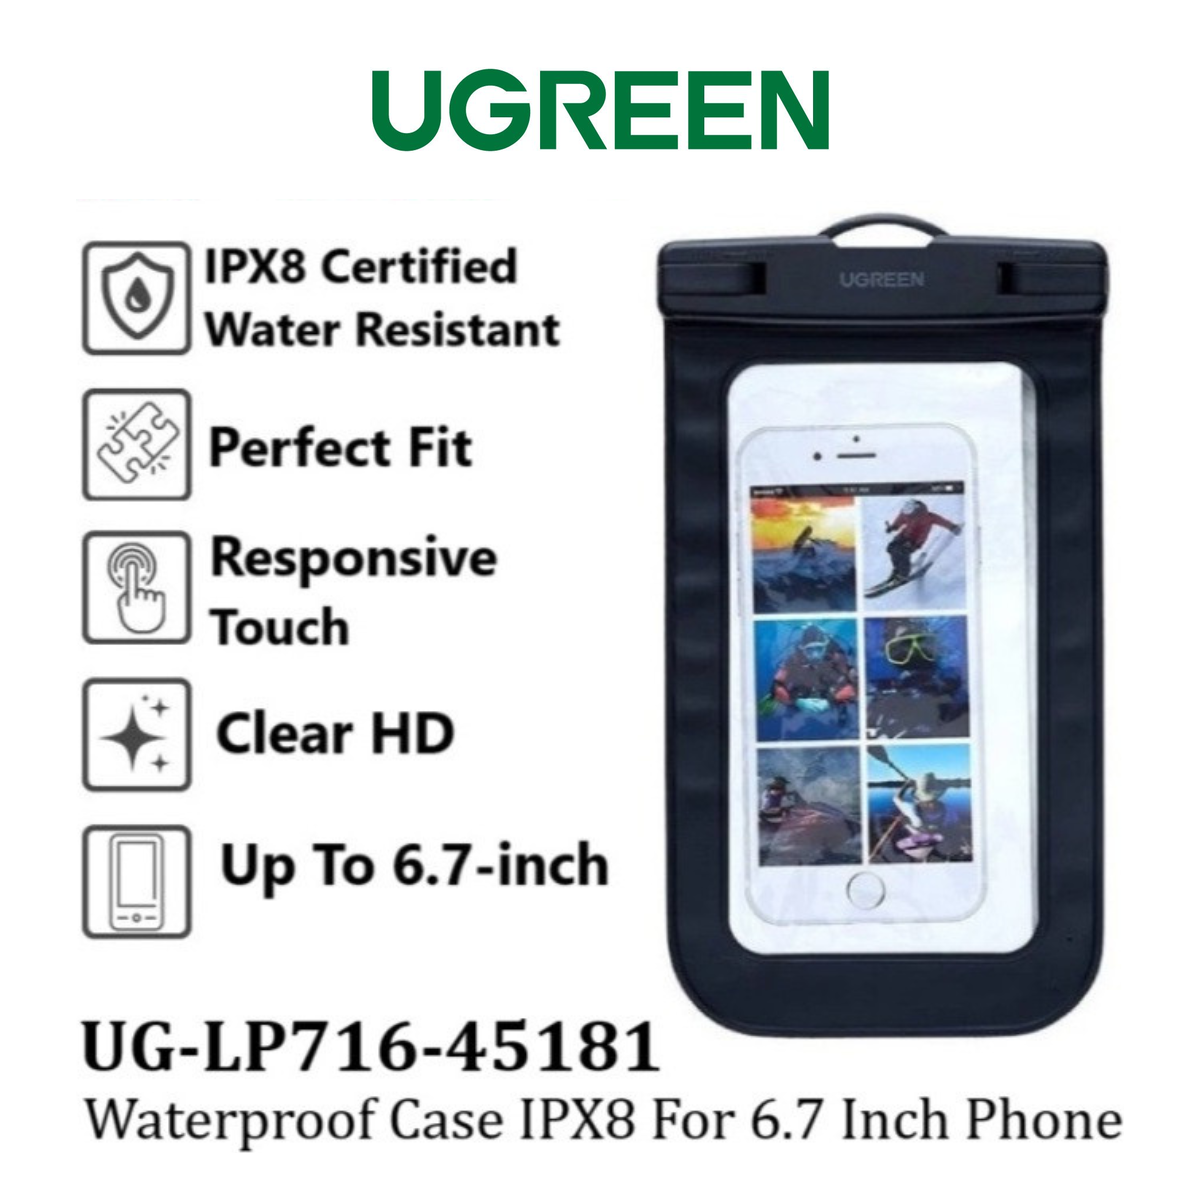 UGREEN
IPX8 Certified
Water Resistant
Perfect Fit
Responsive
Touch
Clear HD
Up To 6.7-inch
UGREEN
UG-LP716-45181
Waterproof Case IPX8 For 6.7 Inch Phone